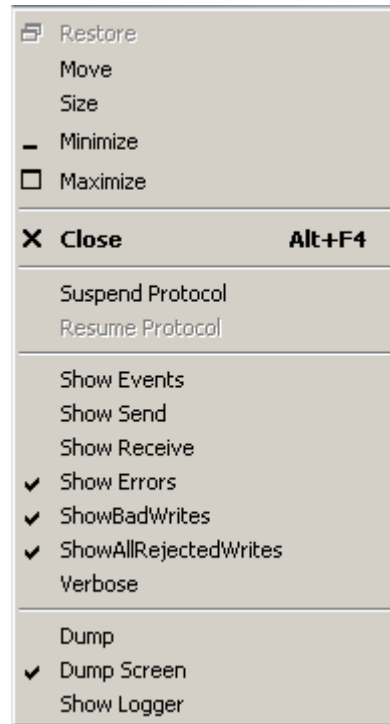 Restore
Move
Size
Minimize
Maximize
Close Alt+F4
Suspend Protocol
Resume Protocol
Show Events
Show Send
Show Receive
Show Errors
ShowBadWrites
ShowAllRejectedWrites
Verbose
Dump
Dump Screen
Show Logger